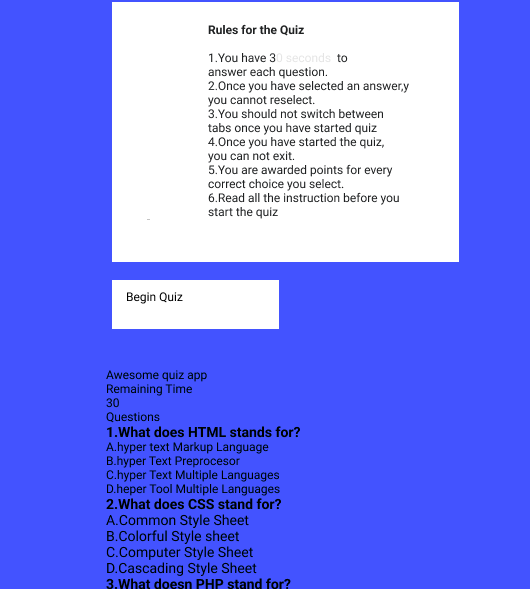 Rules for the Quiz
1.You have 30 seconds to
answer each question.
2.Once you have selected an answer,y
you cannot reselect.
3.You should not switch between
tabs once you have started quiz
4.Once you have started the quiz,
you can not exit.
5.You are awarded points for every
correct choice you select.
6.Read all the instruction before you
start the quiz
Begin Quiz
Awesome quiz app
Remaining Time
30
Questions
1.What does HTML stands for?
A.hyper text Markup Language
B.hyper Text Preprocesor
C.hyper Text Multiple Languages
D.heper Tool Multiple Languages
2.What does CSS stand for?
A.Common Style Sheet
B.Colorful Style sheet
C.Computer Style Sheet
D.Cascading Style Sheet
3.What doesn PHP stand for?